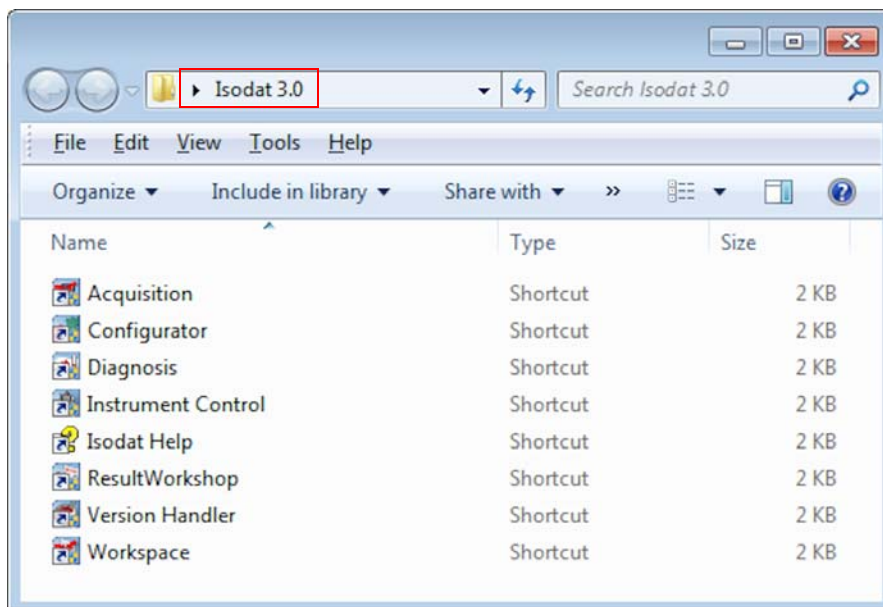 Isodat 3.0 Search Isodat 3.0
File Edit View Tools Help
Organize Include in library Share with »
Name Type Size
Acquisition Shortcut 2 KB
Configurator Shortcut 2 KB
Diagnosis Shortcut 2 KB
Instrument Control Shortcut 2 KB
Isodat Help Shortcut 2 KB
ResultWorkshop Shortcut 2 KB
Version Handler Shortcut 2 KB
Workspace Shortcut 2 KB